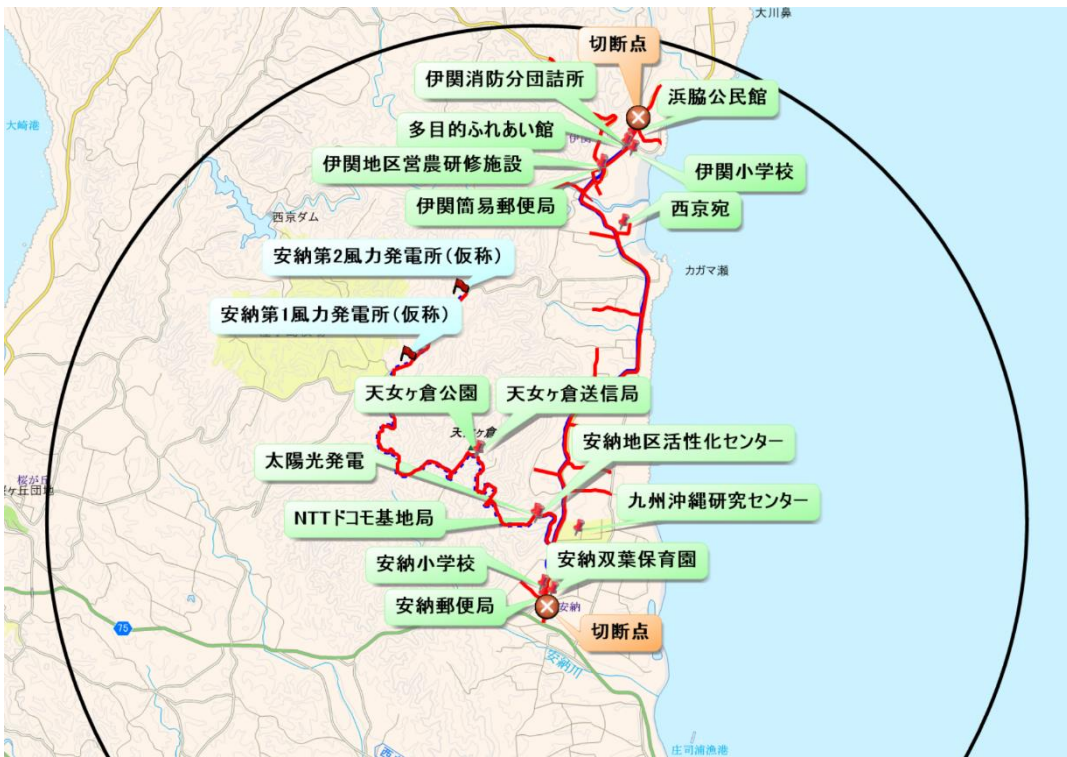 大川鼻
切断点
伊関消防分団詰所
浜脇公民館
大崎港
多目的ふれあい館
伊関
伊関地区営農研修施設
伊関小学校
伊関簡易郵便局
西京苑
西京ダム
安納第2風力発電所(仮称)
カガマ瀬
安納第1風力発電所(仮称)
天女ヶ倉公園
天女ヶ倉送信局
天女ヶ倉
安納地区活性化センター
太陽光発電
桜が丘
桜ヶ丘団地
九州沖縄研究センター
NTTドコモ基地局
安納小学校
安納双葉保育園
安納郵便局
安納
75
切断点
安納川
庄司浦漁港